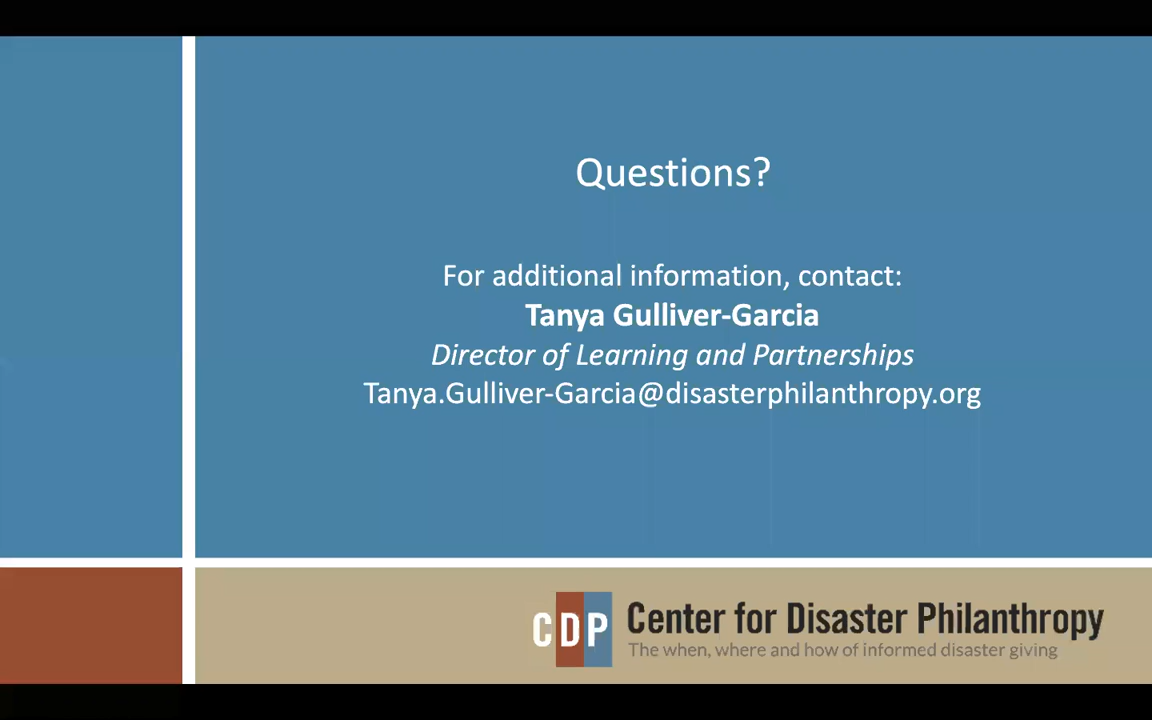 Questions?
For additional information, contact:
Tanya Gulliver-Garcia
Director of Learning and Partnerships
Tanya.Gulliver-Garcia@disasterphilanthropy.org
CDP
Center for Disaster Philanthropy
The when, where and how of informed disaster giving